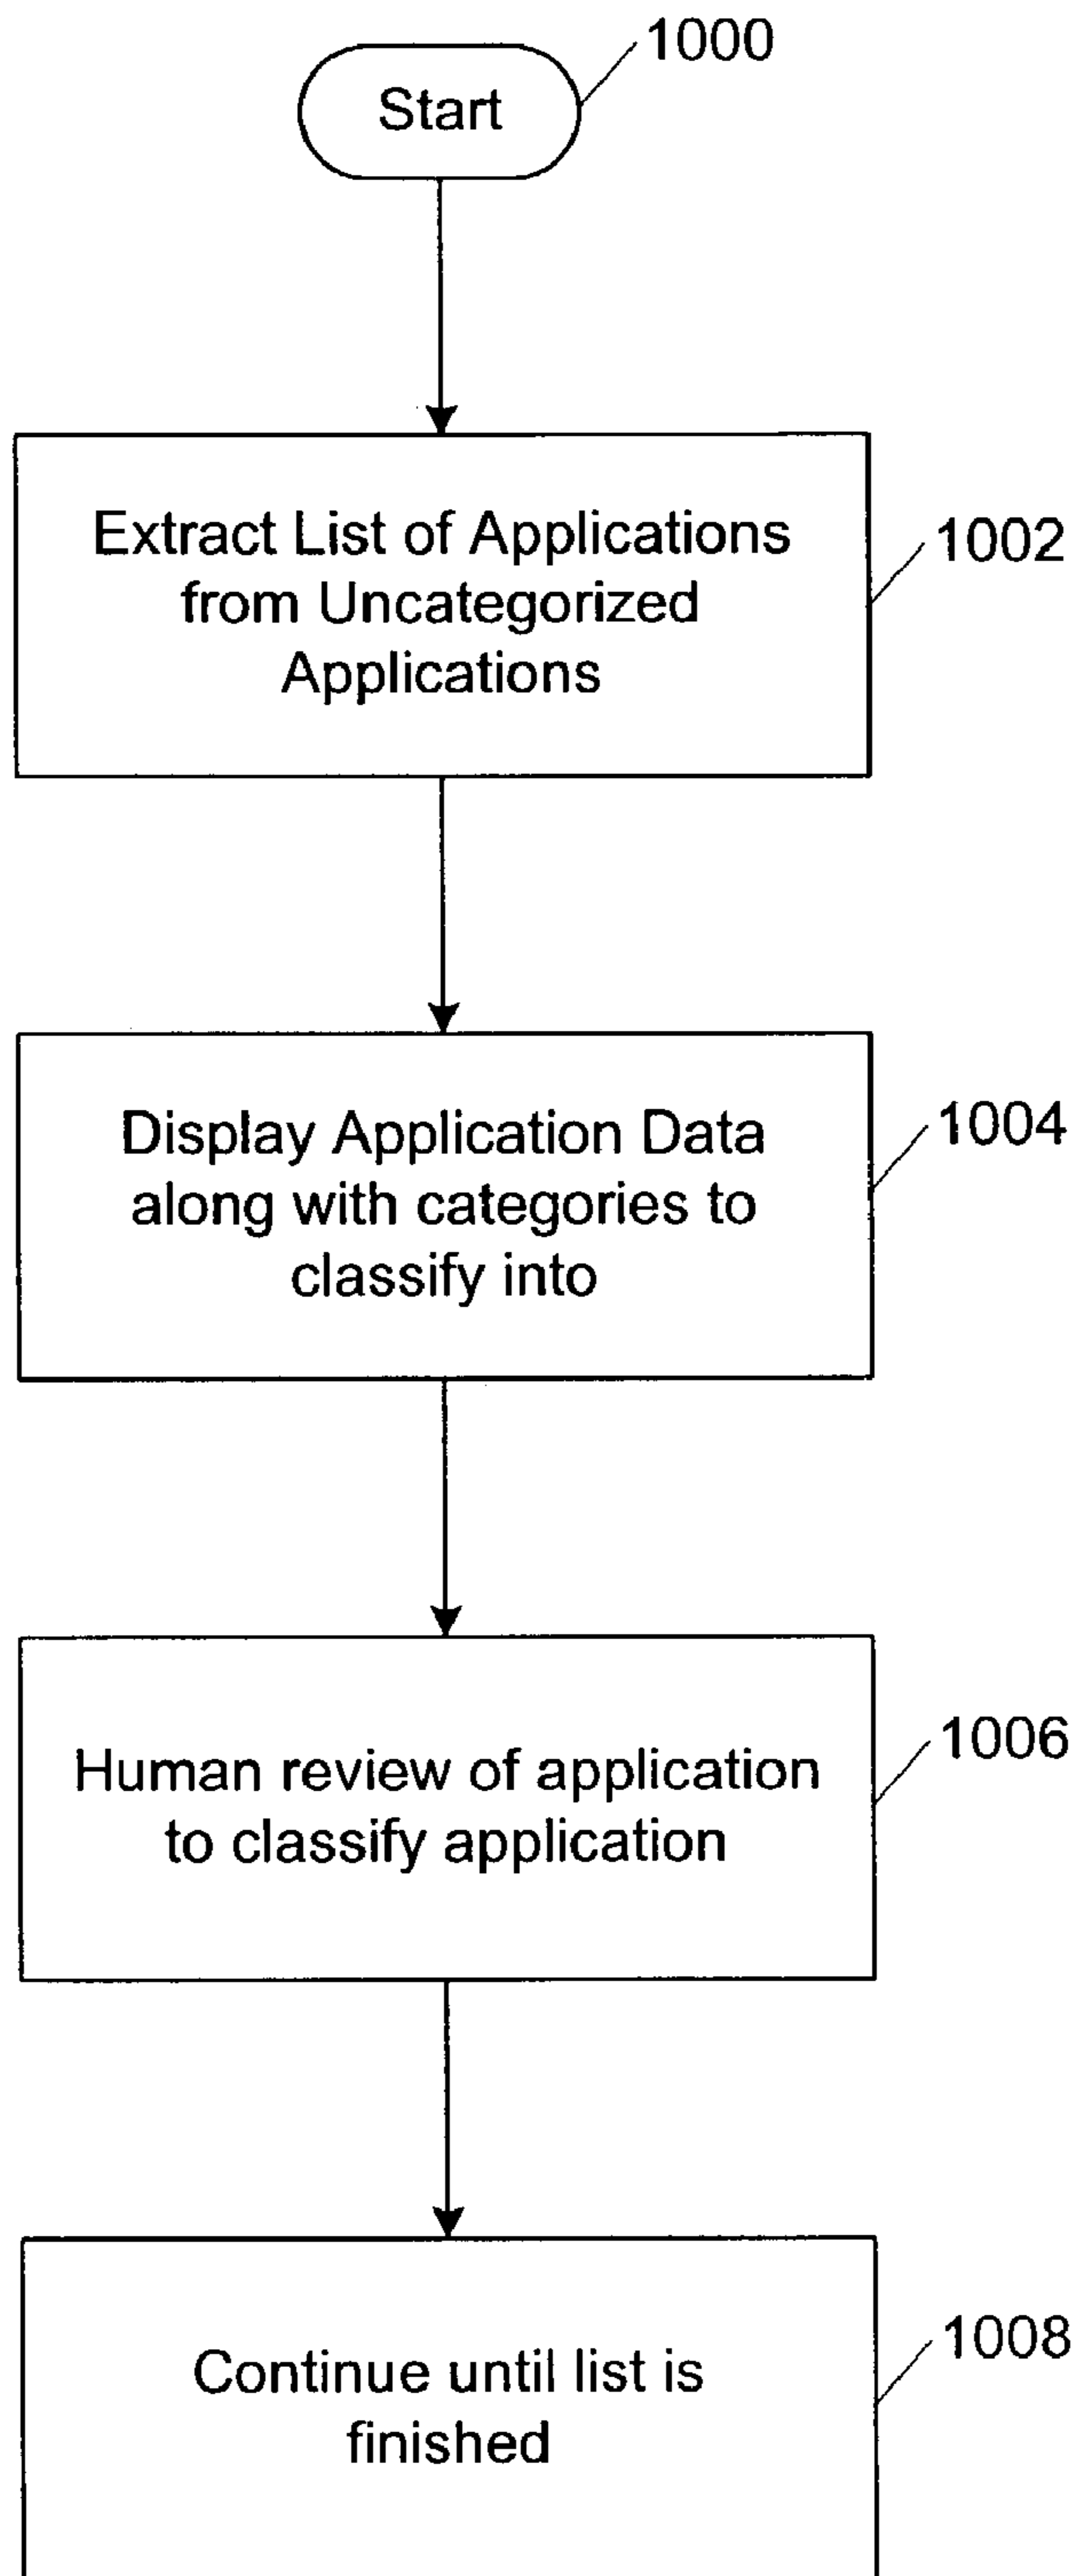 1000
Start
Extract List of Applications
from Uncategorized
Applications
1002
Display Application Data
along with categories to
classify into
1004
Human review of application
to classify application
1006
Continue until list is
finished
1008